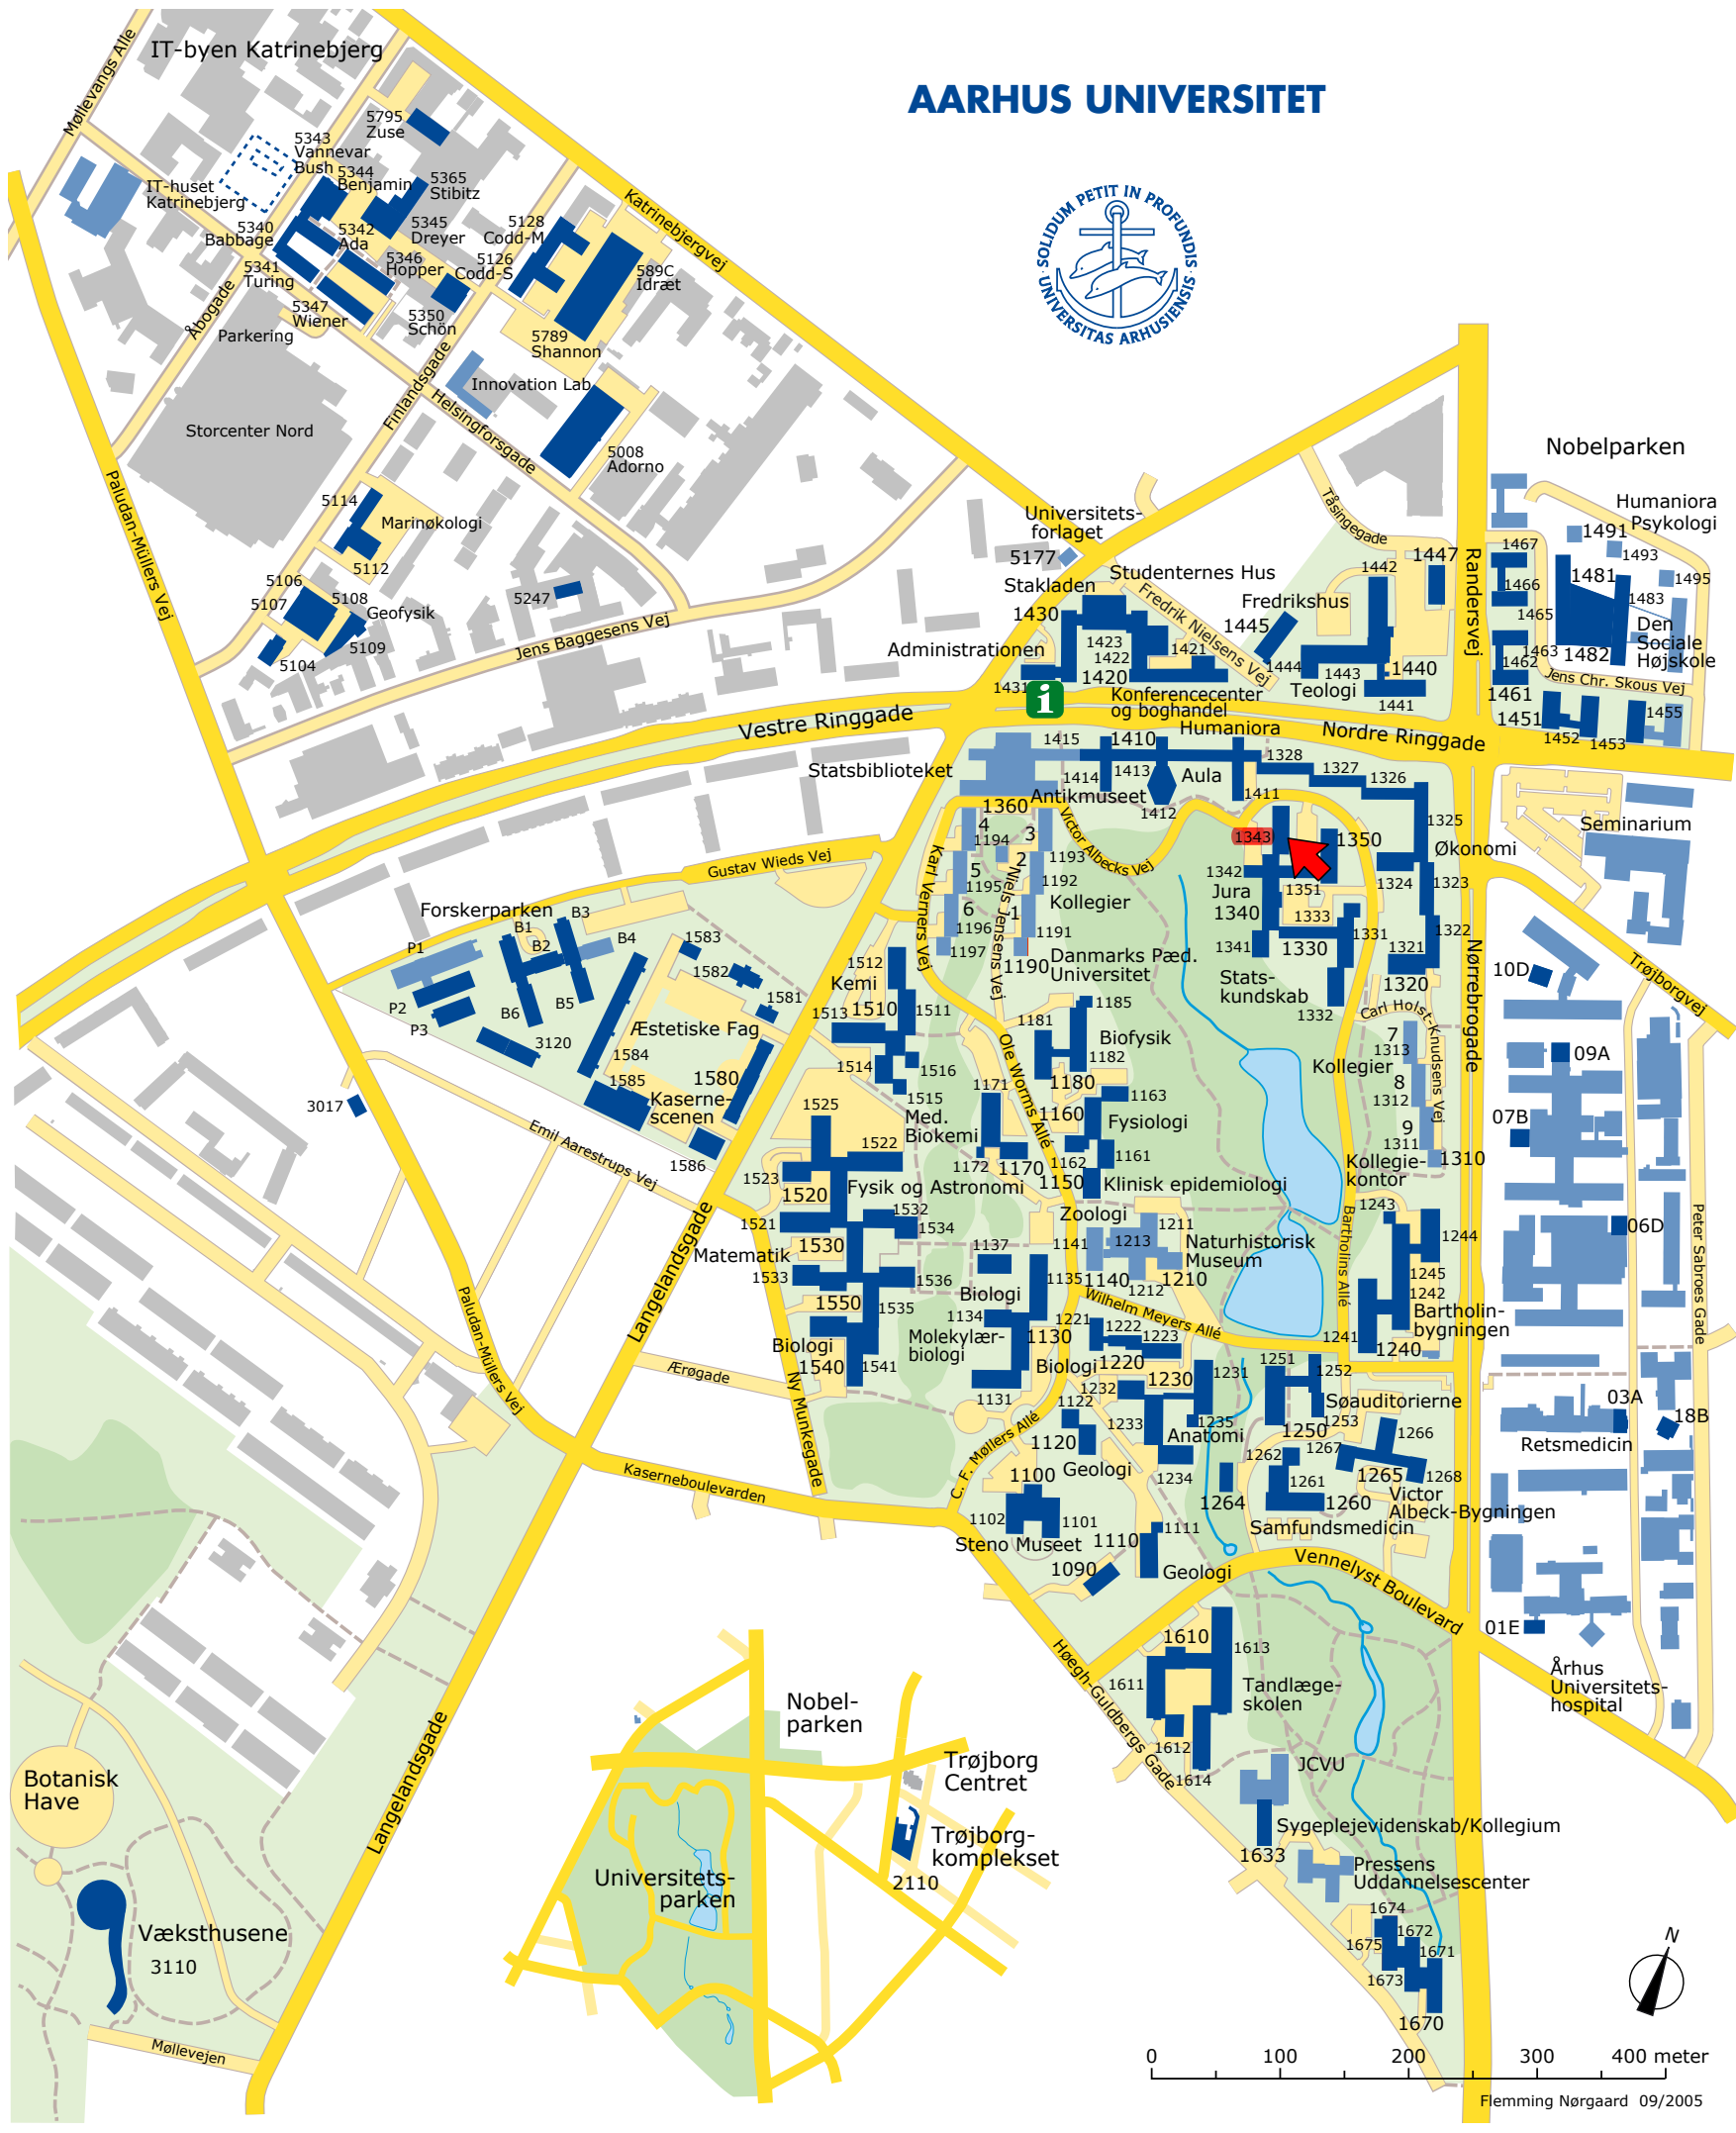 AARHUS UNIVERSITET
SOLIDUM PETIT IN PROFUNDIS
UNIVERSITAS ARHUSIENSIS
IT-byen Katrinebjerg
Møllevangs Alle
5795
Zuse
5343
Vannevar
Bush
5344
Benjamin
5365
Stibitz
IT-huset
Katrinebjerg
5340
Babbage
5342
Ada
5345
Dreyer
5128
Codd-M
5341
Turing
5346
Hopper
5126
Codd-S
589C
Idræt
Katrinebjergvej
5347
Wiener
5350
Schön
Åbogade
Parkering
5789
Shannon
Finlandsgade
Innovation Lab
Helsingforsgade
Storcenter Nord
5008
Adorno
Paludan-Müllers Vej
5114
Marinøkologi
5112
5106
5107
5108
Geofysik
5109
5104
5247
Jens Baggesens Vej
Universitets-
forlaget
5177
Stakladen
Studenternes Hus
1430
1423
1422
1421
Administrationen
1431
1420
i
Konferencecenter
og boghandel
Fredrik Nielsens Vej
Tåsingegade
1447
1442
Fredrikshus
1445
1444
1443
1440
Teologi
1441
Randersvej
Nobelparken
Humaniora
Psykologi
1467
1491
1493
1466
1481
1495
1465
1483
Den
Sociale
Højskole
1463
1462
1482
1461
Jens Chr. Skous Vej
1451
1455
1452
1453
Vestre Ringgade
Nordre Ringgade
Humaniora
1415
1410
1328
Statsbiblioteket
1414
1413
Aula
1327
1326
Antikmuseet
1411
1412
1360
1325
4
3
1343
1350
Økonomi
Seminarium
1194
1193
2
Victor Albecks Vej
Gustav Wieds Vej
Karl Verners Vej
Niels Jensens Vej
5
1195
1192
1342
1351
1324
1323
Jura
Kollegier
6
1
1340
1333
1196
1191
1331
1322
1197
1190
Danmarks Pæd.
Universitet
1341
1330
1321
Stats-
kundskab
1320
1332
Carl Holst-Knudsens Vej
Nørrebrogade
Trøjborgvej
10D
Forskerparken
B3
B1
B2
B4
P1
1583
1582
P2
P3
B6
B5
1581
Æstetiske Fag
3120
1584
1585
1580
Kaserne-
scenen
1586
3017
Emil Aarestrups Vej
1512
Kemi
1510
1511
1513
1514
1516
1515
1185
1181
Biofysik
1182
1180
1171
Ole Worms Allé
1163
1160
Fysiologi
Med.
Biokemi
1162
1161
1172
1170
1150
Klinisk epidemiologi
7
1313
Kollegier
8
1312
9
1311
1310
Kollegie-
kontor
09A
07B
06D
Peter Sabroes Gade
1525
1522
1523
1520
Fysik og Astronomi
1532
1521
1534
1530
Matematik
1533
1536
1550
1535
Biologi
1540
1541
Zoologi
1211
1141
1213
Naturhistorisk
Museum
1140
1210
1212
1137
1135
Biologi
1134
Molekylær-
biologi
1130
1131
Wilhelm Meyers Allé
Bartholins Allé
1243
1244
1245
1242
Bartholin-
bygningen
1241
1240
1221
1222
1223
Biologi
1220
1230
1231
1232
1122
1233
1235
Anatomi
1120
1234
Geologi
1251
1252
Søauditorierne
1253
1250
1266
1262
1267
1261
1265
1268
1264
1260
Victor
Albeck-Bygningen
Samfundsmedicin
03A
18B
Retsmedicin
Langelandsgade
Ærøgade
Ny Munkegade
Paludan-Müllers Vej
Kaserneboulevarden
C. F. Møllers Allé
1100
1102
1101
Steno Museet
1110
1111
1090
Geologi
Vennelyst Boulevard
01E
Århus
Universitets-
hospital
Høegh-Guldbergs Gade
1610
1613
1611
Tandlæge-
skolen
1612
1614
JCVU
Sygeplejevidenskab/Kollegium
1633
Pressens
Uddannelsescenter
1674
1672
1675
1671
1673
1670
Botanisk
Have
Langelandsgade
Væksthusene
3110
Møllevejen
Nobel-
parken
Trøjborg
Centret
Trøjborg-
komplekset
2110
Universitets-
parken
N
0 100 200 300 400 meter
Flemming Nørgaard 09/2005